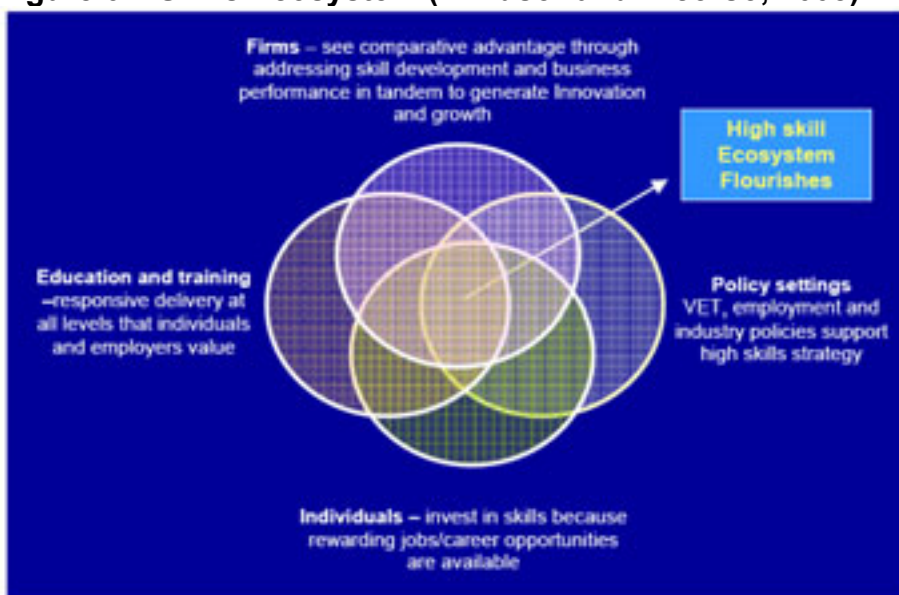 Firms – see comparative advantage through
addressing skill development and business
performance in tandem to generate Innovation
and growth
High skill
Ecosystem
Flourishes
Education and training
–responsive delivery at
all levels that individuals
and employers value
Policy settings
VET, employment and
industry policies support
high skills strategy
Individuals – invest in skills because
rewarding jobs/career opportunities
are available